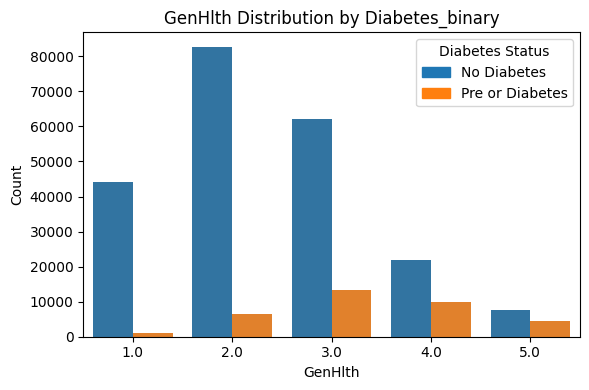 GenHlth Distribution by Diabetes_binary
Diabetes Status
No Diabetes
Pre or Diabetes
Count
80000
70000
60000
50000
40000
30000
20000
10000
0
1.0 2.0 3.0 4.0 5.0
GenHlth